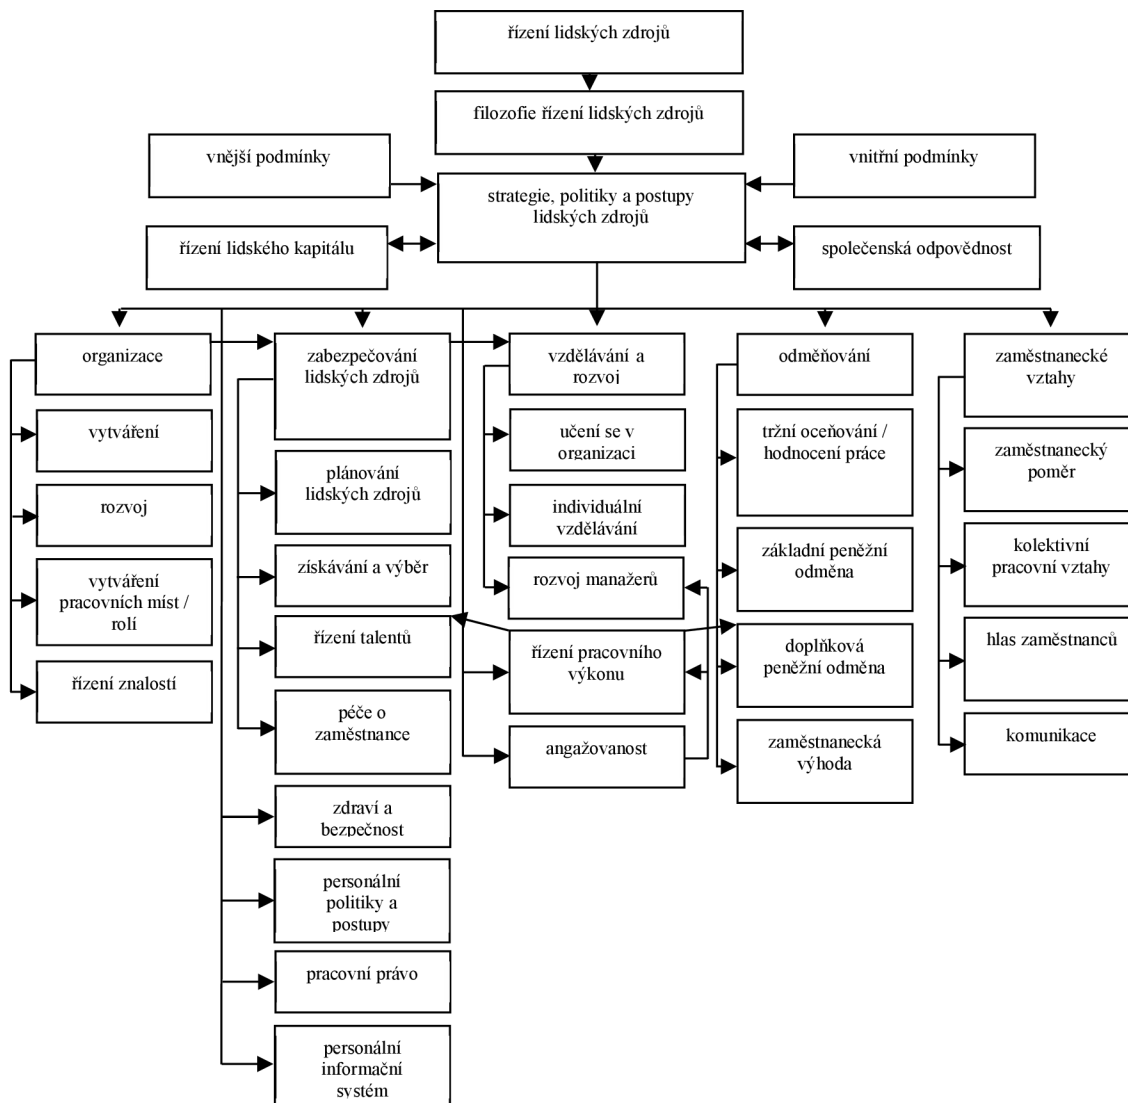 řízení lidských zdrojů
filozofie řízení lidských zdrojů
vnější podmínky
vnitřní podmínky
strategie, politiky a postupy
lidských zdrojů
řízení lidského kapitálu
společenská odpovědnost
organizace
vytváření
rozvoj
vytváření
pracovních míst /
rolí
řízení znalostí
zabezpečování
lidských zdrojů
plánování
lidských zdrojů
získávání a výběr
řízení talentů
péče o
zaměstnance
zdraví a
bezpečnost
personální
politiky a
postupy
pracovní právo
personální
informační
systém
vzdělávání a
rozvoj
učení se v
organizaci
individuální
vzdělávání
rozvoj manažerů
řízení pracovního
výkonu
angažovanost
odměňování
tržní oceňování /
hodnocení práce
základní peněžní
odměna
doplňková
peněžní odměna
zaměstnanecká
výhoda
zaměstnanecké
vztahy
zaměstnanecký
poměr
kolektivní
pracovní vztahy
hlas zaměstnanců
komunikace